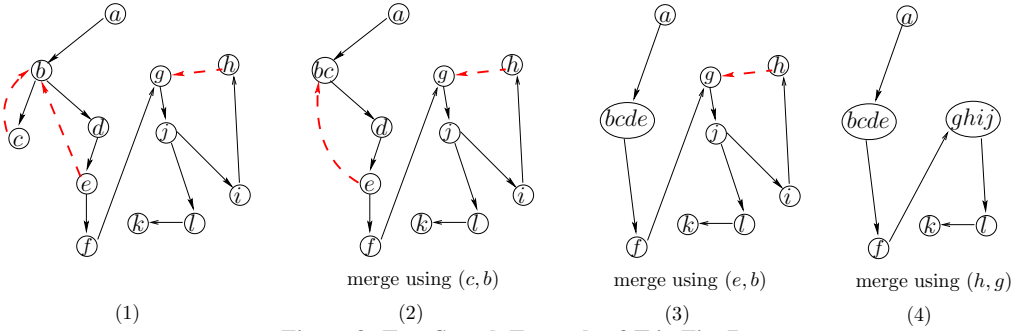 a
b
c
d
e
f
g
h
j
i
k
l
(1)
a
bc
d
e
f
g
h
j
i
k
l
merge using (c, b)
(2)
a
bcde
f
g
h
j
i
k
l
merge using (e, b)
(3)
a
bcde
ghij
f
k
l
merge using (h, g)
(4)